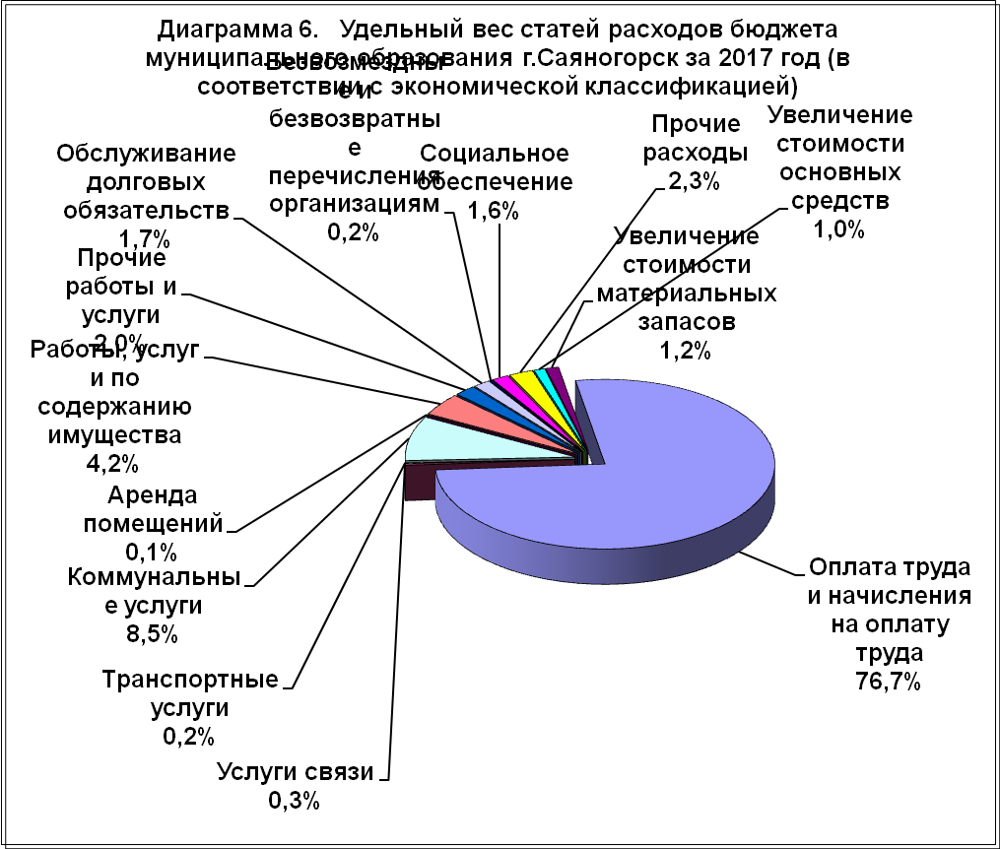 Диаграмма 6.   Удельный вес статей расходов бюджета
муниципального образования г.Саяногорск за 2017 год (в
соответствии с экономической классификацией)
Безвозмездны
е и
безвозвратны
е
перечисления
организациям
0,2%
Социальное
обеспечение
1,6%
Прочие
расходы
2,3%
Увеличение
стоимости
основных
средств
1,0%
Увеличение
стоимости
материальных
запасов
1,2%
Обслуживание
долговых
обязательств
1,7%
Прочие
работы и
услуги
2,0%
Работы, услуг
и по
содержанию
имущества
4,2%
Аренда
помещений
0,1%
Коммунальны
е услуги
8,5%
Транспортные
услуги
0,2%
Услуги связи
0,3%
Оплата труда
и начисления
на оплату
труда
76,7%